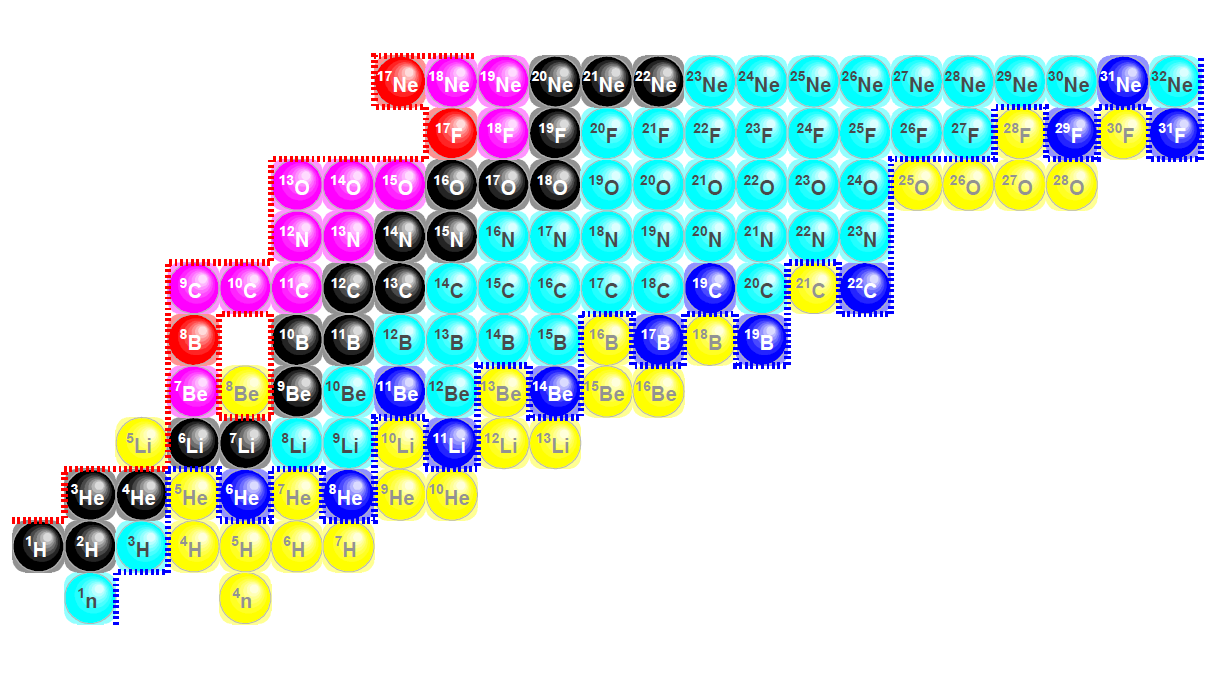 17Ne 18Ne 19Ne 20Ne 21Ne 22Ne 23Ne 24Ne 25Ne 26Ne 27Ne 28Ne 29Ne 30Ne 31Ne 32Ne
17F 18F 19F 20F 21F 22F 23F 24F 25F 26F 27F 28F 29F 30F 31F
13O 14O 15O 16O 17O 18O 19O 20O 21O 22O 23O 24O 25O 26O 27O 28O
12N 13N 14N 15N 16N 17N 18N 19N 20N 21N 22N 23N
9C 10C 11C 12C 13C 14C 15C 16C 17C 18C 19C 20C 21C 22C
8B 10B 11B 12B 13B 14B 15B 16B 17B 18B 19B
7Be 8Be 9Be 10Be 11Be 12Be 13Be 14Be 15Be 16Be
5Li 6Li 7Li 8Li 9Li 10Li 11Li 12Li 13Li
3He 4He 5He 6He 7He 8He 9He 10He
1H 2H 3H 4H 5H 6H 7H
1n 4n